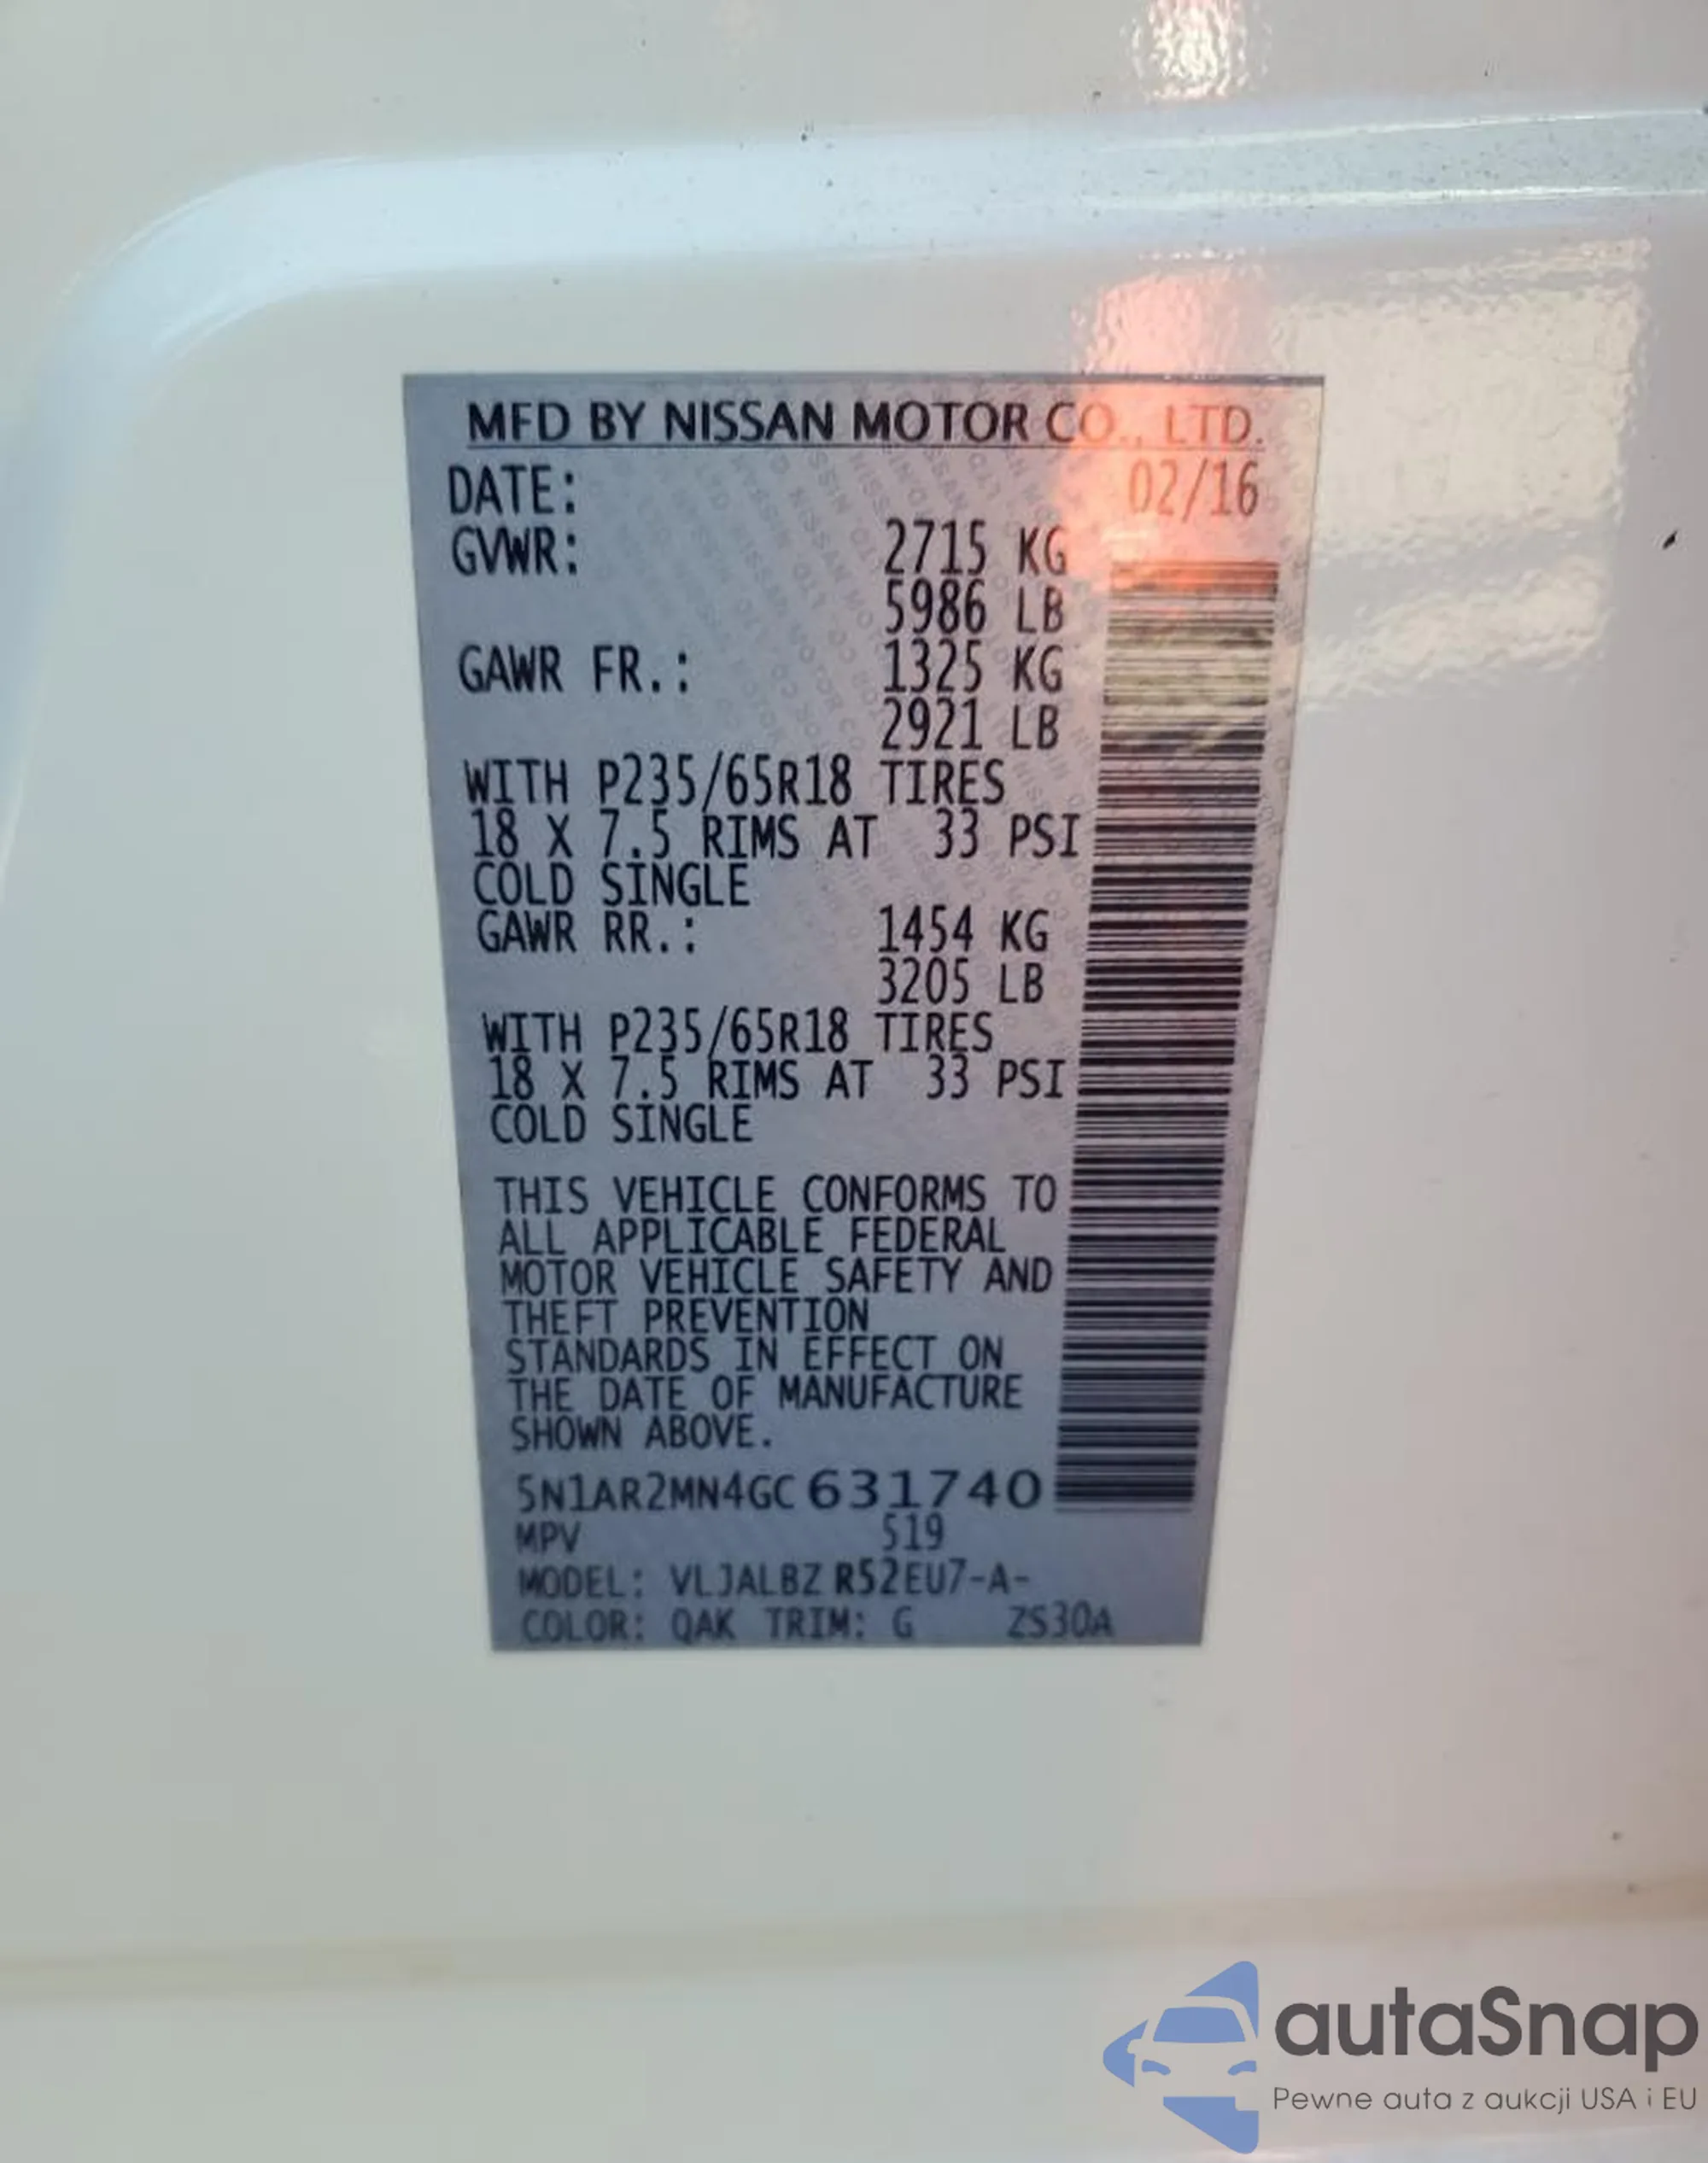 MFD BY NISSAN MOTOR CO., LTD.
DATE: 02/16
GVWR: 2715 KG
5986 LB
GAWR FR.: 1325 KG
2921 LB
WITH P235/65R18 TIRES
18 X 7.5 RIMS AT 33 PSI
COLD SINGLE
GAWR RR.: 1454 KG
3205 LB
WITH P235/65R18 TIRES
18 X 7.5 RIMS AT 33 PSI
COLD SINGLE
THIS VEHICLE CONFORMS TO
ALL APPLICABLE FEDERAL
MOTOR VEHICLE SAFETY AND
THEFT PREVENTION
STANDARDS IN EFFECT ON
THE DATE OF MANUFACTURE
SHOWN ABOVE.
5N1AR2MN4GC631740
MPV 519
MODEL: VLJALBZ R52EU7-A-
COLOR: QAK TRIM: G ZS30A
autaSnap
Pewne auta z aukcji USA i EU